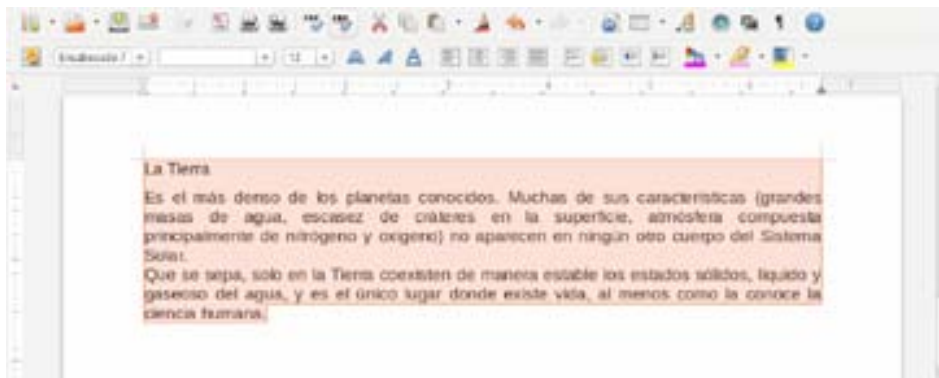 12
La Tierra
Es el más denso de los planetas conocidos. Muchas de sus características (grandes
masas de agua, escasez de cráteres en la superficie, atmósfera compuesta
principalmente de nitrógeno y oxígeno) no aparecen en ningún otro cuerpo del Sistema
Solar.
Que se sepa, solo en la Tierra coexisten de manera estable los estados sólidos, líquido y
gaseoso del agua, y es el único lugar donde existe vida, al menos como la conoce la
ciencia humana.